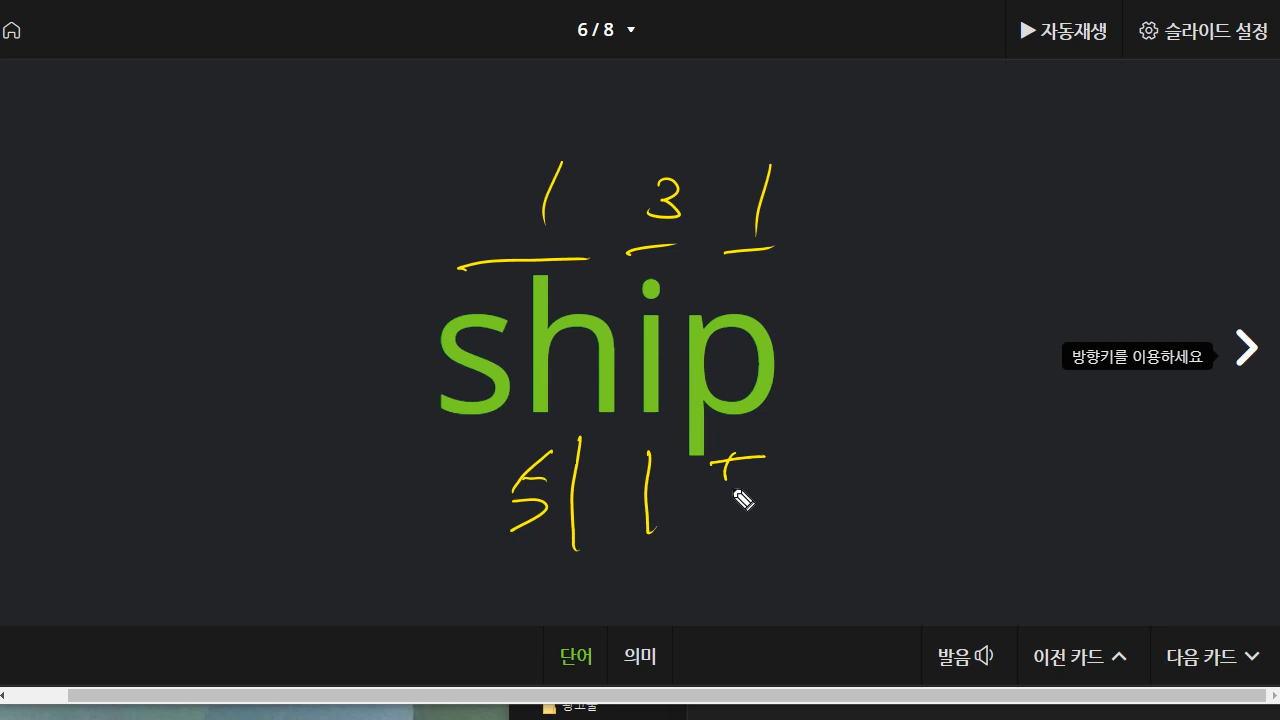 6 / 8
자동재생
슬라이드 설정
1 3 1
ship
방향키를 이용하세요
단어
의미
발음
이전 카드
다음 카드